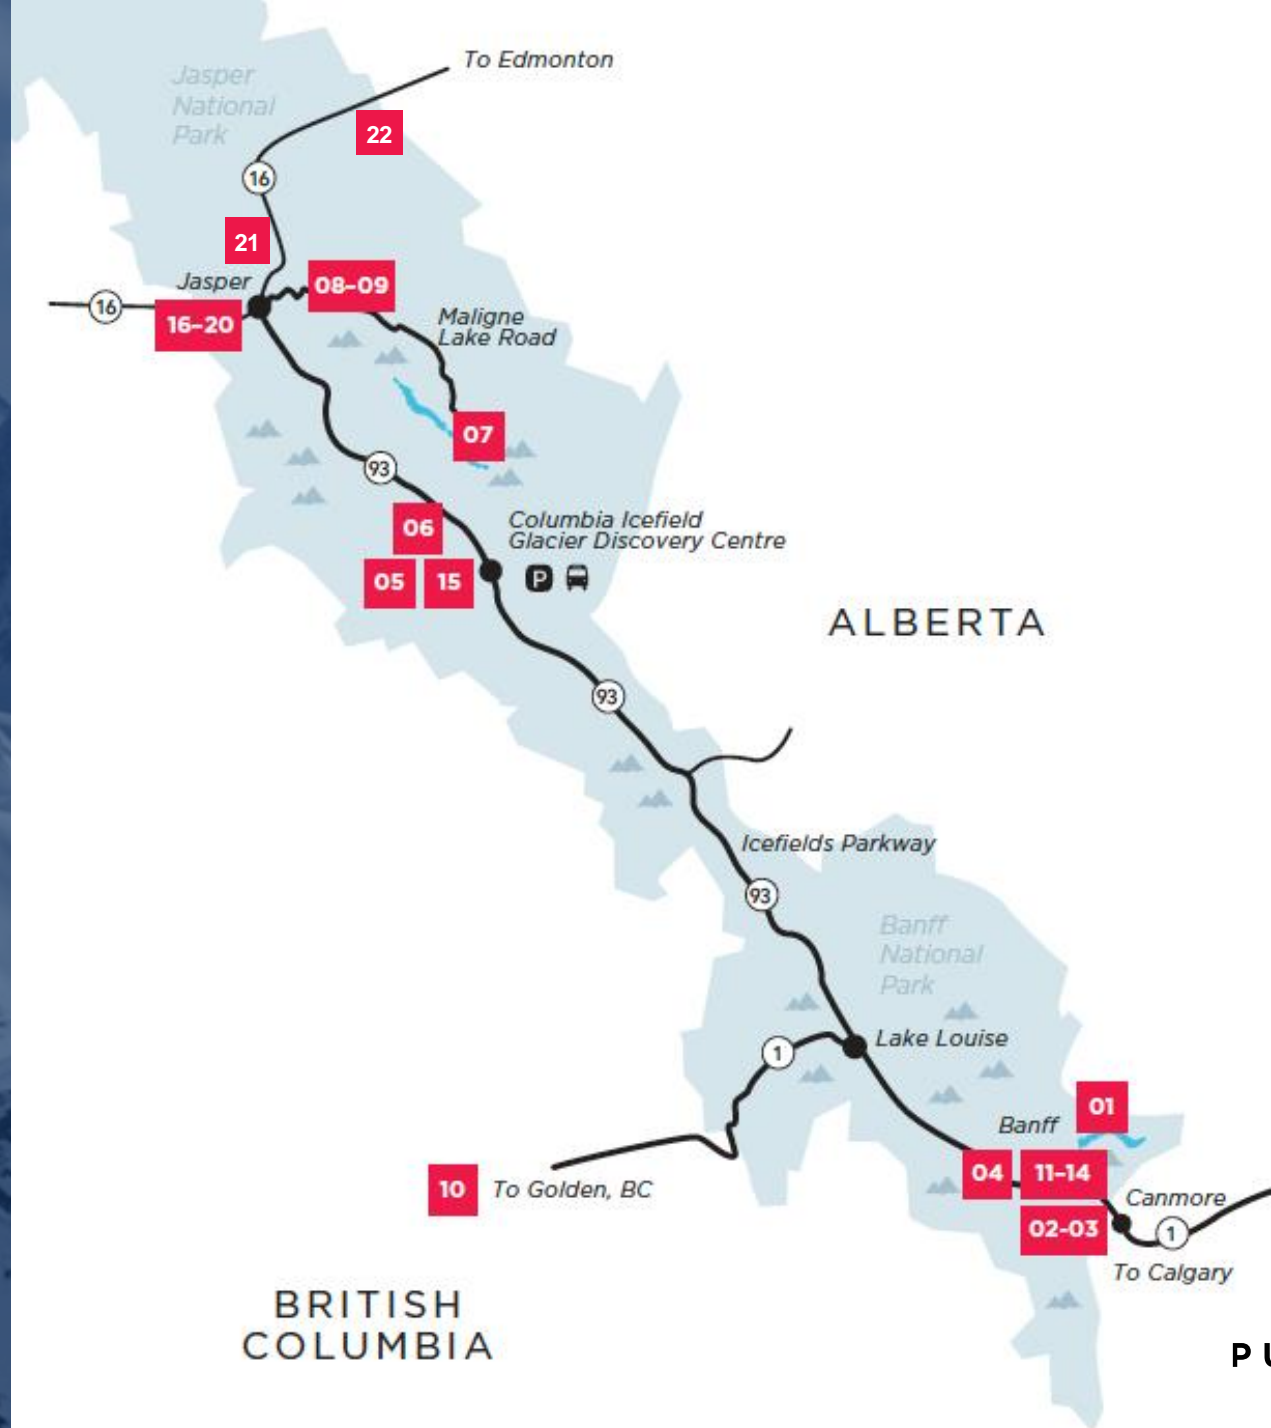 To Edmonton
Jasper
National
Park
22
16
21
Jasper
08–09
16
16–20
Maligne
Lake Road
07
93
06
Columbia Icefield
Glacier Discovery Centre
05
15
P
ALBERTA
93
Icefields Parkway
93
Banff
National
Park
Lake Louise
1
01
Banff
04
11–14
10
To Golden, BC
Canmore
02-03
1
To Calgary
BRITISH
COLUMBIA